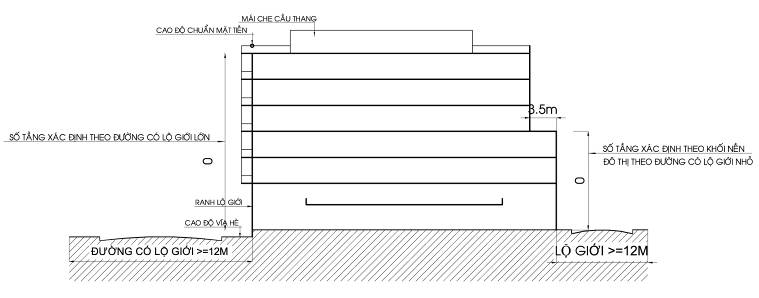 MÁI CHE CẦU THANG
CAO ĐỘ CHUẨN MẶT TIỀN
3.5m
SỐ TẦNG XÁC ĐỊNH THEO ĐƯỜNG CÓ LỘ GIỚI LỚN
SỐ TẦNG XÁC ĐỊNH THEO KHỐI NỀN
ĐÔ THỊ THEO ĐƯỜNG CÓ LỘ GIỚI NHỎ
0
0
RANH LỘ GIỚI
CAO ĐỘ VỈA HÈ
ĐƯỜNG CÓ LỘ GIỚI >=12M
LỘ GIỚI >=12M